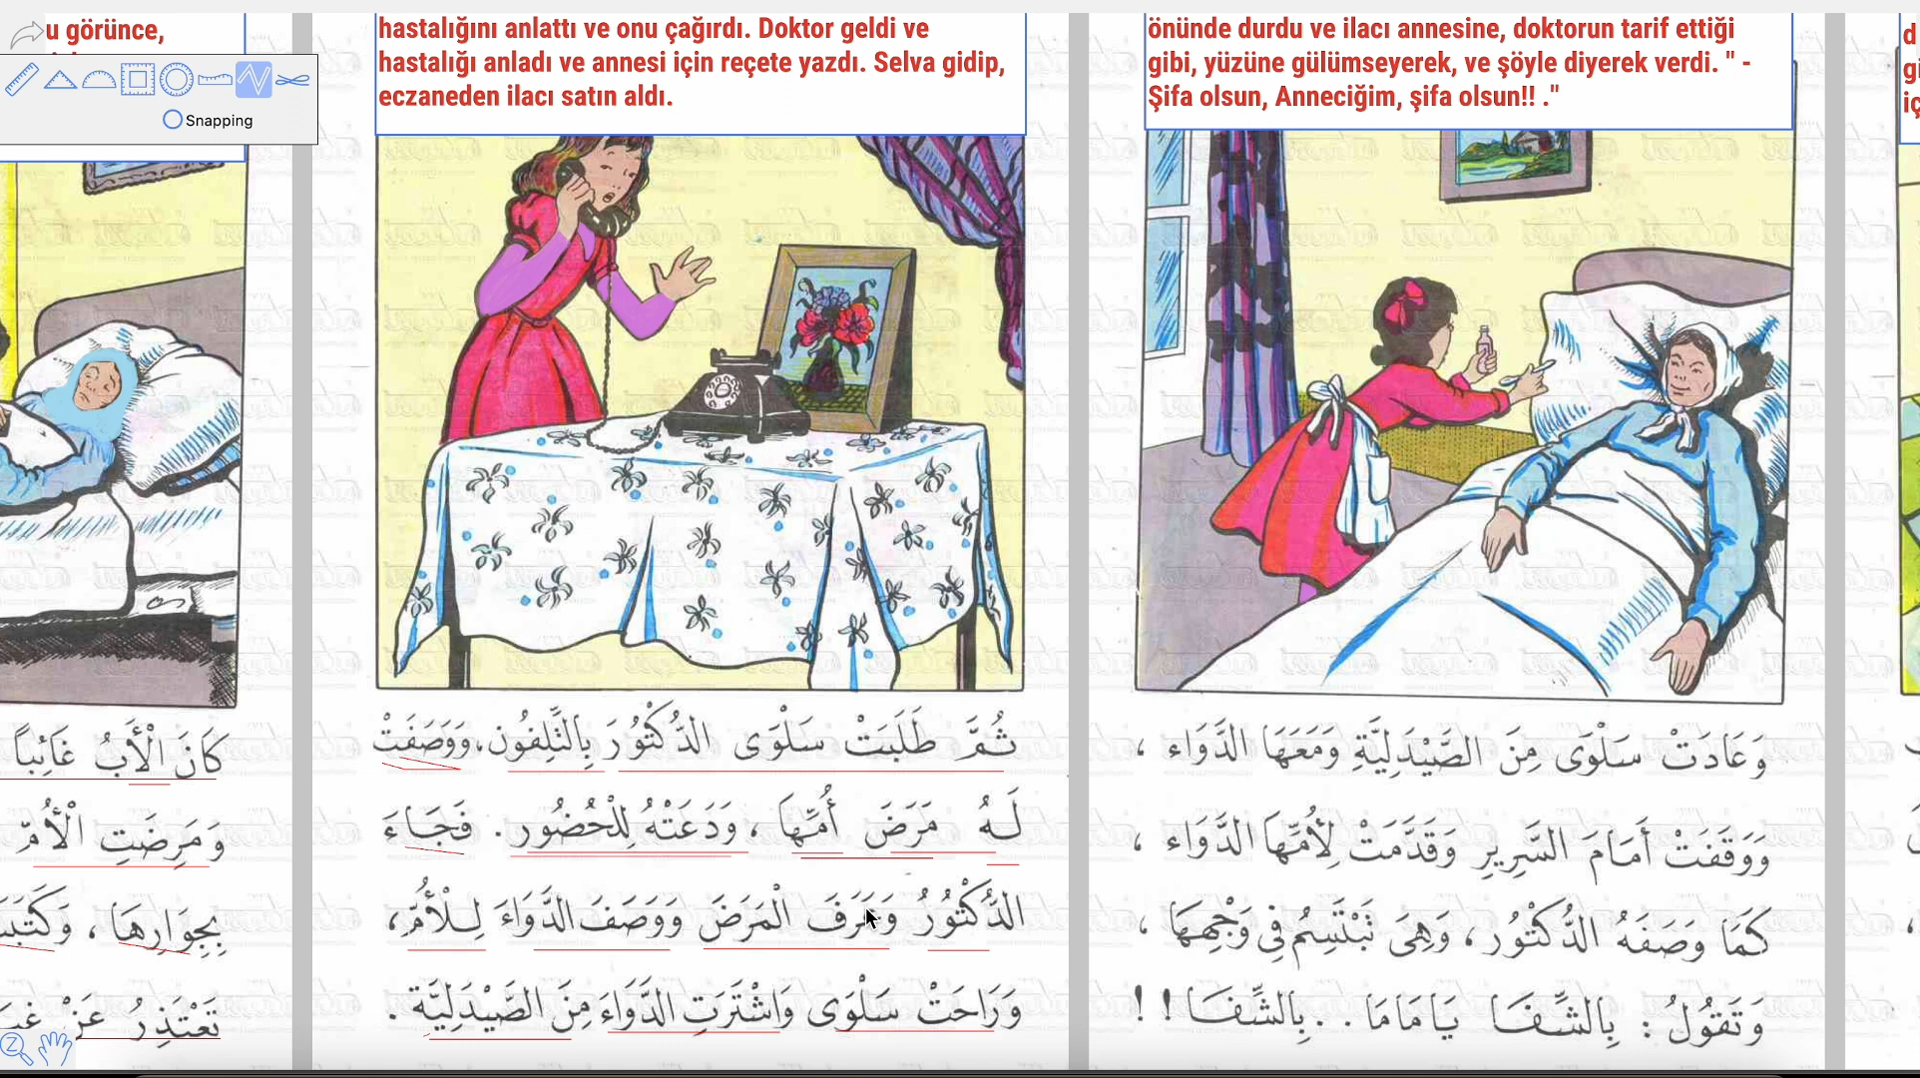 u görünce,
Snapping
كَانَ الْأَبُ غَائِباً
وَمَرِضَتِ الْأُمّ
بِجِوَارِهَا ، وَكَتَبَتْ
تَعْتَذِرُ عَنْ
hastalığını anlattı ve onu çağırdı. Doktor geldi ve
hastalığı anladı ve annesi için reçete yazdı. Selva gidip,
eczaneden ilacı satın aldı.
ثُمَّ طَلَبَتْ سَلْوَى الدُّكْتُورَ بِالتِّلِفُونِ، وَوَصَفَتْ
لَهُ مَرَضَ أُمِّهَا ، وَدَعَتْهُ لِلْحُضُورِ . فَجَاءَ
الدُّكْتُورُ وَعَرَفَ الْمَرَضَ وَوَصَفَ الدَّوَاءَ لِلْأُمِّ،
وَرَاحَتْ سَلْوَى وَاشْتَرَتِ الدَّوَاءَ مِنَ الصَّيْدَلِيَّةِ .
önünde durdu ve ilacı annesine, doktorun tarif ettiği
gibi, yüzüne gülümseyerek, ve şöyle diyerek verdi. " -
Şifa olsun, Anneciğim, şifa olsun!! ."
وَعَادَتْ سَلْوَى مِنَ الصَّيْدَلِيَّةِ وَمَعَهَا الدَّوَاء ،
وَوَقَفَتْ أَمَامَ السَّرِيرِ وَقَدَّمَتْ لِأُمِّهَا الدَّوَاء ،
كَمَا وَصَفَهُ الدُّكْتُورُ ، وَهِىَ تَبْتَسِمُ فِى وَجْهِهَا ،
وَتَقُولُ : بِالشِّفَا يَا مَامَا . . بِالشِّفَا ! !